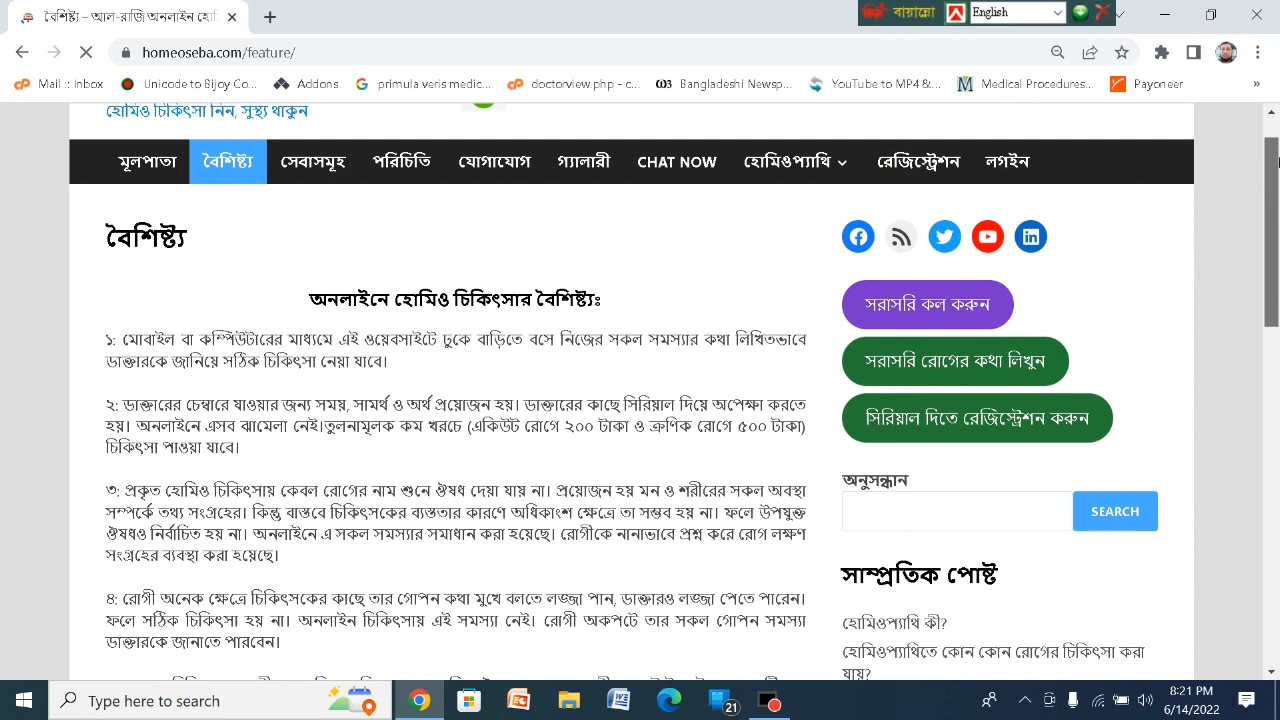 বৈশিষ্ট্য – আল-রাজি অনলাইন হোমি
বায়ান্নো
English
homeoseba.com/feature/
Mail :: Inbox
Unicode to Bijoy Co...
Addons
primula veris medic...
doctorview.php - c...
Bangladeshi Newsp...
YouTube to MP4 &...
Medical Procedures...
Payoneer
»
হোমিও চিকিৎসা নিন, সুস্থ্য থাকুন
মূলপাতা বৈশিষ্ট্য সেবাসমূহ পরিচিতি যোগাযোগ গ্যালারী CHAT NOW হোমিওপ্যাথি রেজিস্ট্রেশন লগইন
বৈশিষ্ট্য
অনলাইনে হোমিও চিকিৎসার বৈশিষ্ট্যঃ
১: মোবাইল বা কম্পিউটারের মাধ্যমে এই ওয়েবসাইটে ঢুকে বাড়িতে বসে নিজের সকল সমস্যার কথা লিখিতভাবে
ডাক্তারকে জানিয়ে সঠিক চিকিৎসা নেয়া যাবে।
২: ডাক্তারের চেম্বারে যাওয়ার জন্য সময়, সামর্থ ও অর্থ প্রয়োজন হয়। ডাক্তারের কাছে সিরিয়াল দিয়ে অপেক্ষা করতে
হয়। অনলাইনে এসব ঝামেলা নেই।তুলনামূলক কম খরচে (একিউট রোগে ২০০ টাকা ও ক্রণিক রোগে ৫০০ টাকা)
চিকিৎসা পাওয়া যাবে।
৩: প্রকৃত হোমিও চিকিৎসায় কেবল রোগের নাম শুনে ঔষধ দেয়া যায় না। প্রয়োজন হয় মন ও শরীরের সকল অবস্থা
সম্পর্কে তথ্য সংগ্রহের। কিন্তু বাস্তবে চিকিৎসকের ব্যস্ততার কারণে অধিকাংশ ক্ষেত্রে তা সম্ভব হয় না। ফলে উপযুক্ত
ঔষধও নির্বাচিত হয় না। অনলাইনে এ সকল সমস্যার সমাধান করা হয়েছে। রোগীকে নানাভাবে প্রশ্ন করে রোগ লক্ষণ
সংগ্রহের ব্যবস্থা করা হয়েছে।
৪: রোগী অনেক ক্ষেত্রে চিকিৎসকের কাছে তার গোপন কথা মুখে বলতে লজ্জা পান, ডাক্তারও লজ্জা পেতে পারেন।
ফলে সঠিক চিকিৎসা হয় না। অনলাইন চিকিৎসায় এই সমস্যা নেই। রোগী অকপটে তার সকল গোপন সমস্যা
ডাক্তারকে জানাতে পারবেন।
সরাসরি কল করুন
সরাসরি রোগের কথা লিখুন
সিরিয়াল দিতে রেজিস্ট্রেশন করুন
অনুসন্ধান
SEARCH
সাম্প্রতিক পোষ্ট
হোমিওপ্যাথি কী?
হোমিওপ্যাথিতে কোন কোন রোগের চিকিৎসা করা
যায়?
Type here to search
21
8:21 PM
6/14/2022